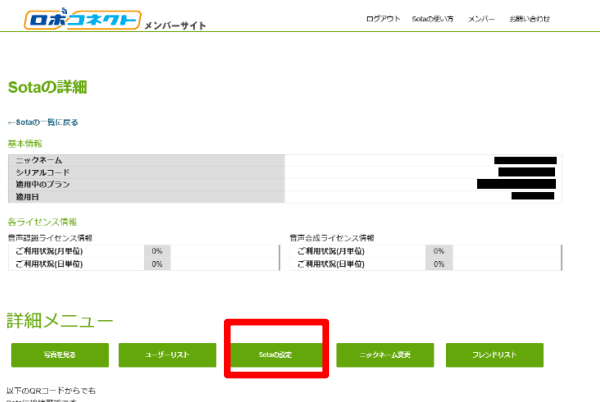 ロボコネクト メンバーサイト
ログアウト Sotaの使い方 メンバー お問い合わせ
Sotaの詳細
←Sotaの一覧に戻る
基本情報
ニックネーム
シリアルコード
適用中のプラン
適用日
各ライセンス情報
音声認識ライセンス情報 音声合成ライセンス情報
ご利用状況(月単位) 0% ご利用状況(月単位) 0%
ご利用状況(日単位) 0% ご利用状況(日単位) 0%
詳細メニュー
写真を見る ユーザーリスト Sotaの設定 ニックネーム変更 フレンドリスト
以下のQRコードからでも